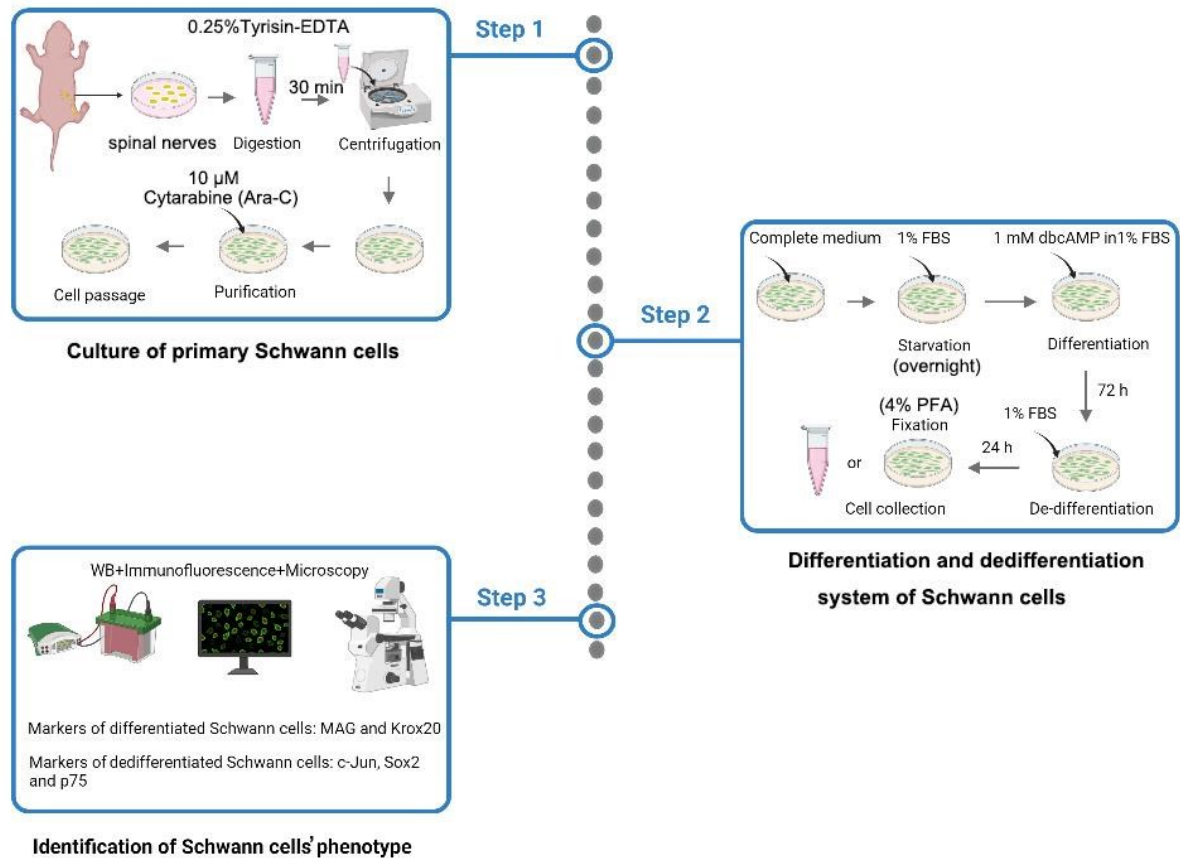 0.25%Tyrisin-EDTA
Step 1
30 min
spinal nerves
Digestion
Centrifugation
10 µM
Cytarabine (Ara-C)
Cell passage
Purification
Culture of primary Schwann cells
Step 2
Complete medium
1% FBS
1 mM dbcAMP in1% FBS
Starvation
(overnight)
Differentiation
72 h
(4% PFA)
Fixation
1% FBS
24 h
or
Cell collection
De-differentiation
Differentiation and dedifferentiation
system of Schwann cells
Step 3
WB+Immunofluorescence+Microscopy
Markers of differentiated Schwann cells: MAG and Krox20
Markers of dedifferentiated Schwann cells: c-Jun, Sox2
and p75
Identification of Schwann cells’ phenotype